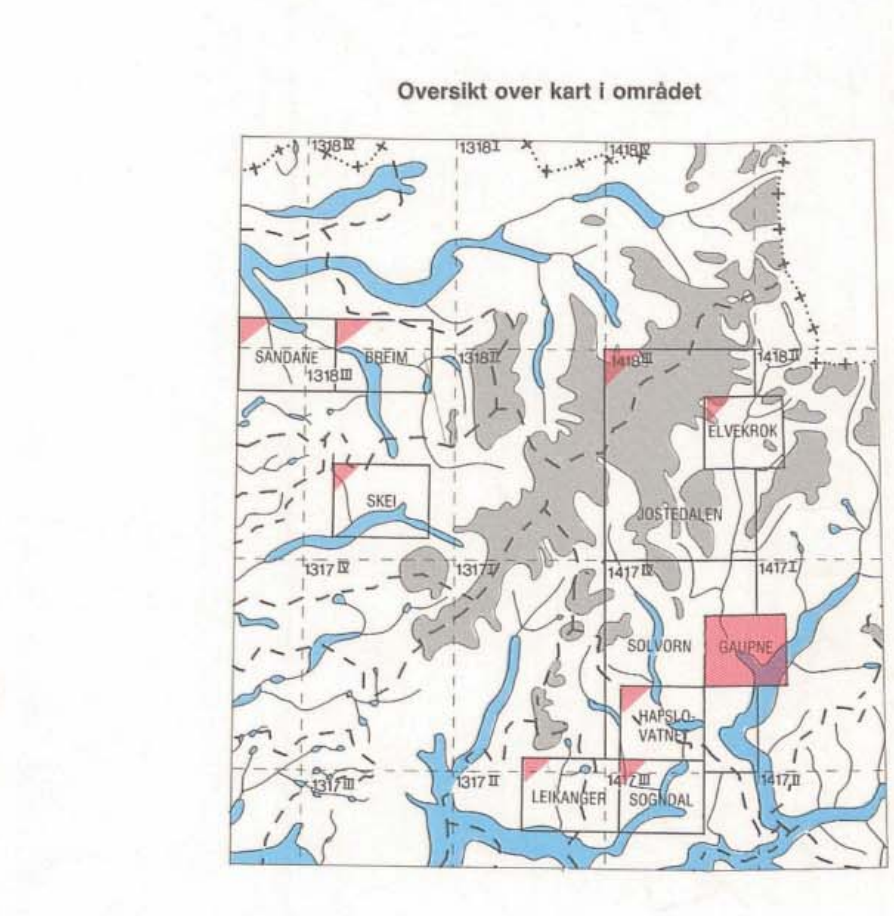 Oversikt over kart i området
1318 IV
1318 I
1418 IV
SANDANE
BREIM
1318 II
1418 III
1418 II
1318 III
ELVEKROK
SKEI
JOSTEDALEN
1317 IV
1317 I
1417 IV
1417 I
SOLVORN
GAUPNE
HAFSLO-
VATNET
1317 III
1317 II
1417 III
1417 II
LEIKANGER
SOGNDAL